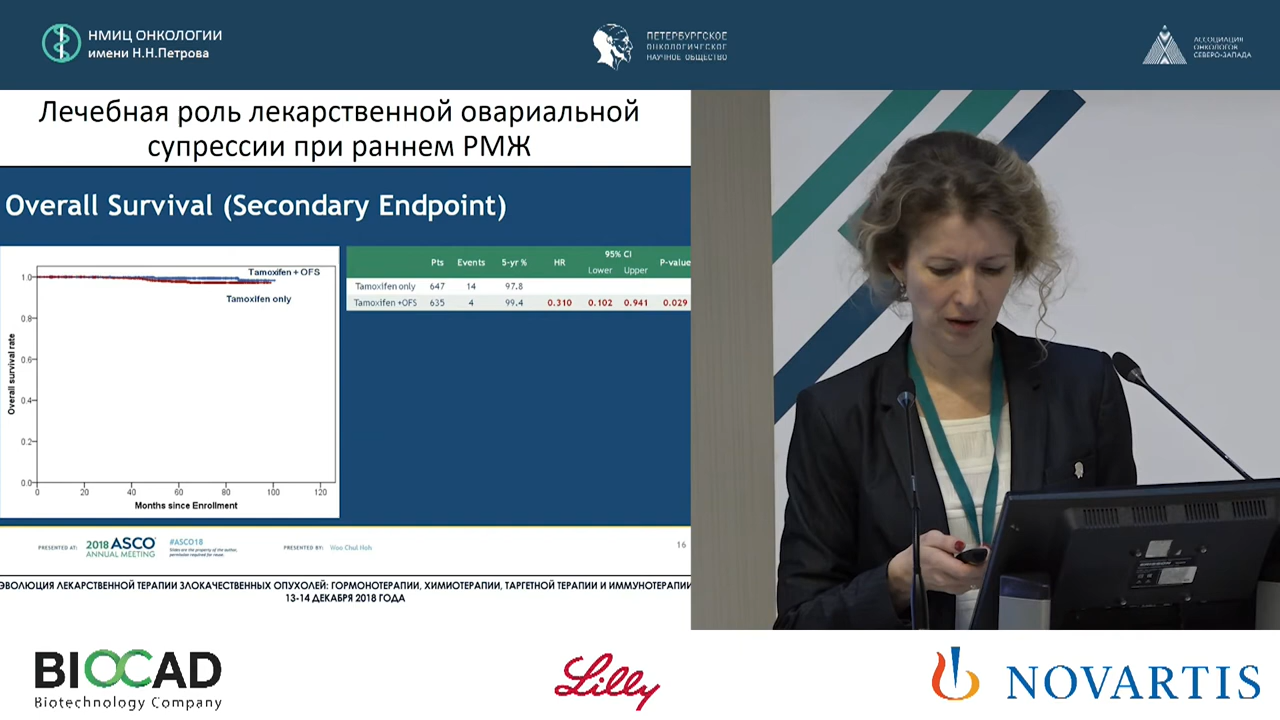 НМИЦ ОНКОЛОГИИ
имени Н.Н.Петрова
ПЕТЕРБУРГСКОЕ
ОНКОЛОГИЧЕСКОЕ
НАУЧНОЕ ОБЩЕСТВО
АССОЦИАЦИЯ
ОНКОЛОГОВ
СЕВЕРО-ЗАПАДА
Лечебная роль лекарственной овариальной
супрессии при раннем РМЖ
Overall Survival (Secondary Endpoint)
Tamoxifen + OFS
Tamoxifen only
1.0
0.8
0.6
0.4
0.2
0.0
Overall survival rate
0 20 40 60 80 100 120
Months since Enrollment
95% CI
Pts Events 5-yr % HR Lower Upper P-value
Tamoxifen only 647 14 97.8
Tamoxifen +OFS 635 4 99.4 0.310 0.102 0.941 0.029
PRESENTED AT: 2018 ASCO
ANNUAL MEETING
#ASCO18
Slides are the property of the author,
permission required for reuse.
PRESENTED BY: Woo Chul Noh
16
ЭВОЛЮЦИЯ ЛЕКАРСТВЕННОЙ ТЕРАПИИ ЗЛОКАЧЕСТВЕННЫХ ОПУХОЛЕЙ: ГОРМОНОТЕРАПИИ, ХИМИОТЕРАПИИ, ТАРГЕТНОЙ ТЕРАПИИ И ИММУНОТЕРАПИИ
13-14 ДЕКАБРЯ 2018 ГОДА
BIOCAD
Biotechnology Company
Lilly
NOVARTIS